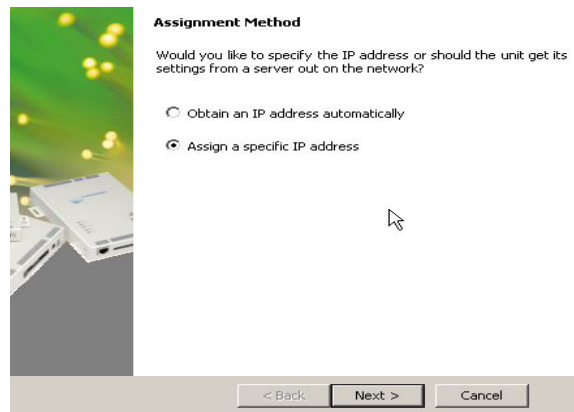 Assignment Method
Would you like to specify the IP address or should the unit get its
settings from a server out on the network?
Obtain an IP address automatically
Assign a specific IP address
< Back
Next >
Cancel